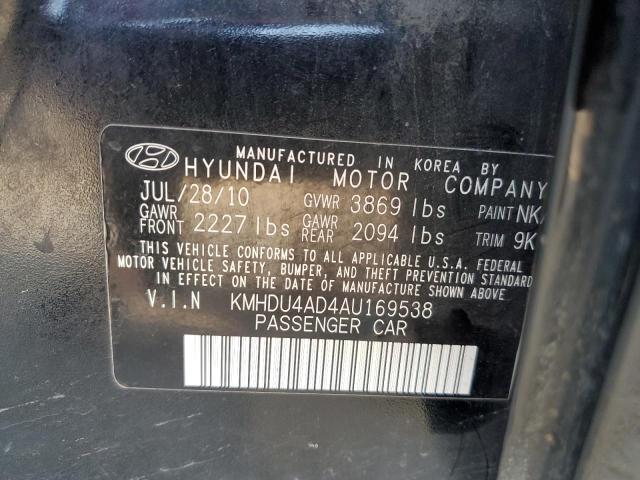 MANUFACTURED IN KOREA BY
HYUNDAI MOTOR COMPANY
JUL/28/10 GVWR 3869 lbs PAINT NKA
GAWR FRONT 2227 lbs GAWR REAR 2094 lbs TRIM 9K
THIS VEHICLE CONFORMS TO ALL APPLICABLE U.S.A. FEDERAL
MOTOR VEHICLE SAFETY, BUMPER, AND THEFT PREVENTION STANDARD
IN EFFECT ON THE DATE OF MANUFACTURE SHOWN ABOVE
V.I.N KMHDU4AD4AU169538
PASSENGER CAR